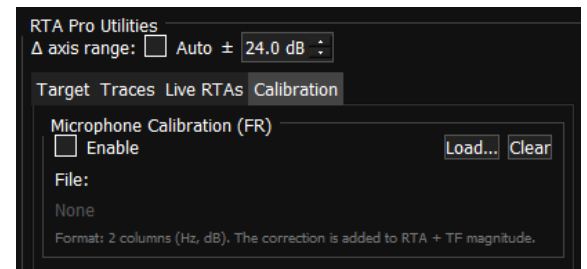 RTA Pro Utilities
Δ axis range: Auto ± 24.0 dB
Target Traces Live RTAs Calibration
Microphone Calibration (FR)
Enable Load... Clear
File:
None
Format: 2 columns (Hz, dB). The correction is added to RTA + TF magnitude.